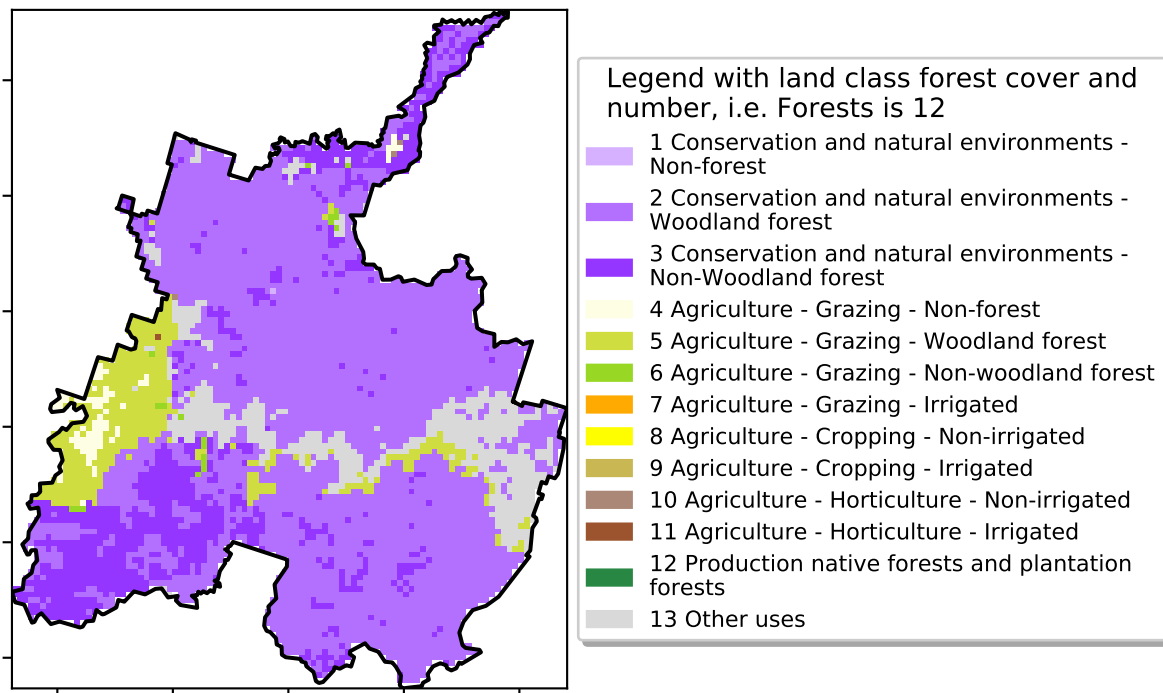 Legend with land class forest cover and
number, i.e. Forests is 12
1 Conservation and natural environments -
Non-forest
2 Conservation and natural environments -
Woodland forest
3 Conservation and natural environments -
Non-Woodland forest
4 Agriculture - Grazing - Non-forest
5 Agriculture - Grazing - Woodland forest
6 Agriculture - Grazing - Non-woodland forest
7 Agriculture - Grazing - Irrigated
8 Agriculture - Cropping - Non-irrigated
9 Agriculture - Cropping - Irrigated
10 Agriculture - Horticulture - Non-irrigated
11 Agriculture - Horticulture - Irrigated
12 Production native forests and plantation
forests
13 Other uses